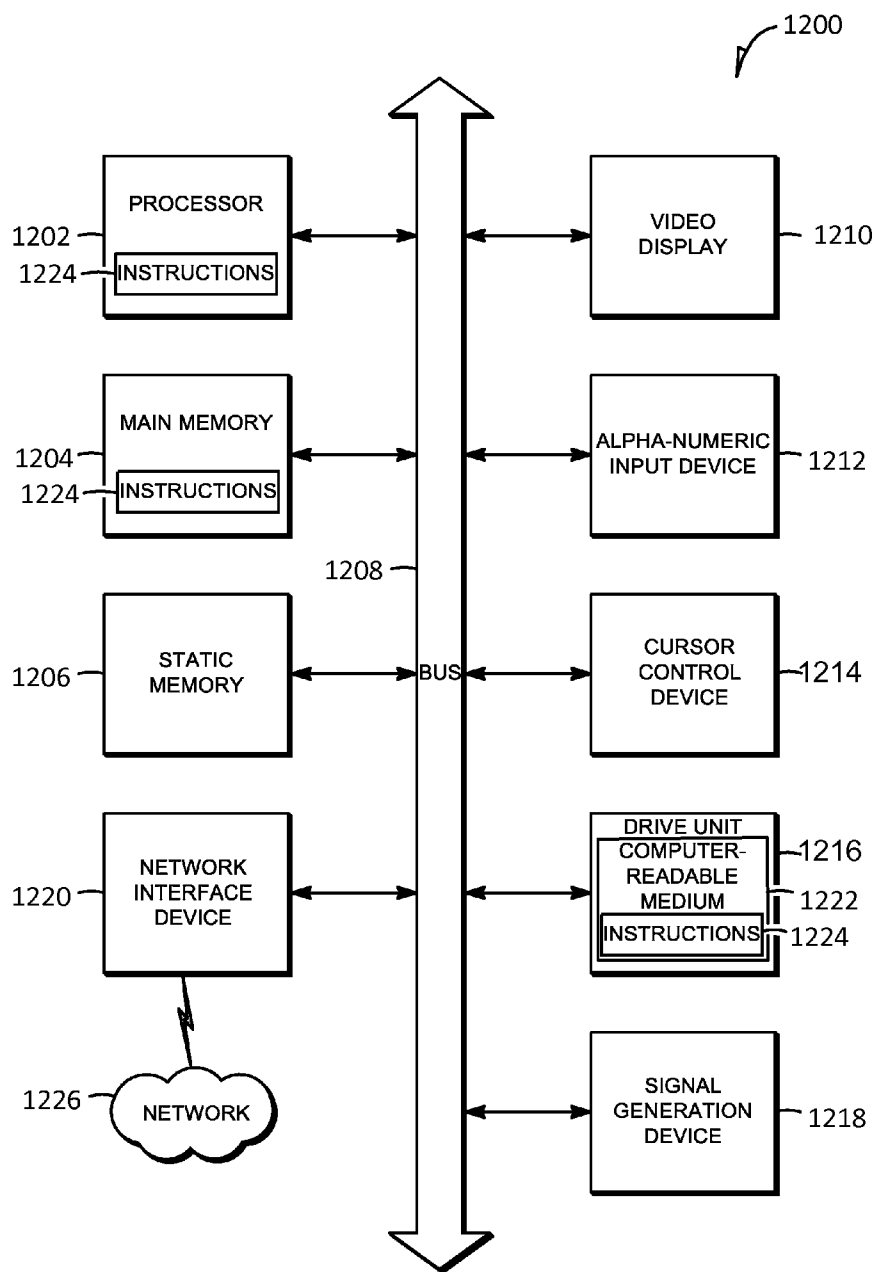 1200
PROCESSOR
1202
1224
INSTRUCTIONS
VIDEO
DISPLAY
1210
MAIN MEMORY
1204
1224
INSTRUCTIONS
ALPHA-NUMERIC
INPUT DEVICE
1212
1208
STATIC
MEMORY
1206
BUS
CURSOR
CONTROL
DEVICE
1214
NETWORK
INTERFACE
DEVICE
1220
DRIVE UNIT
COMPUTER-
READABLE
MEDIUM
INSTRUCTIONS
1216
1222
1224
1226
NETWORK
SIGNAL
GENERATION
DEVICE
1218